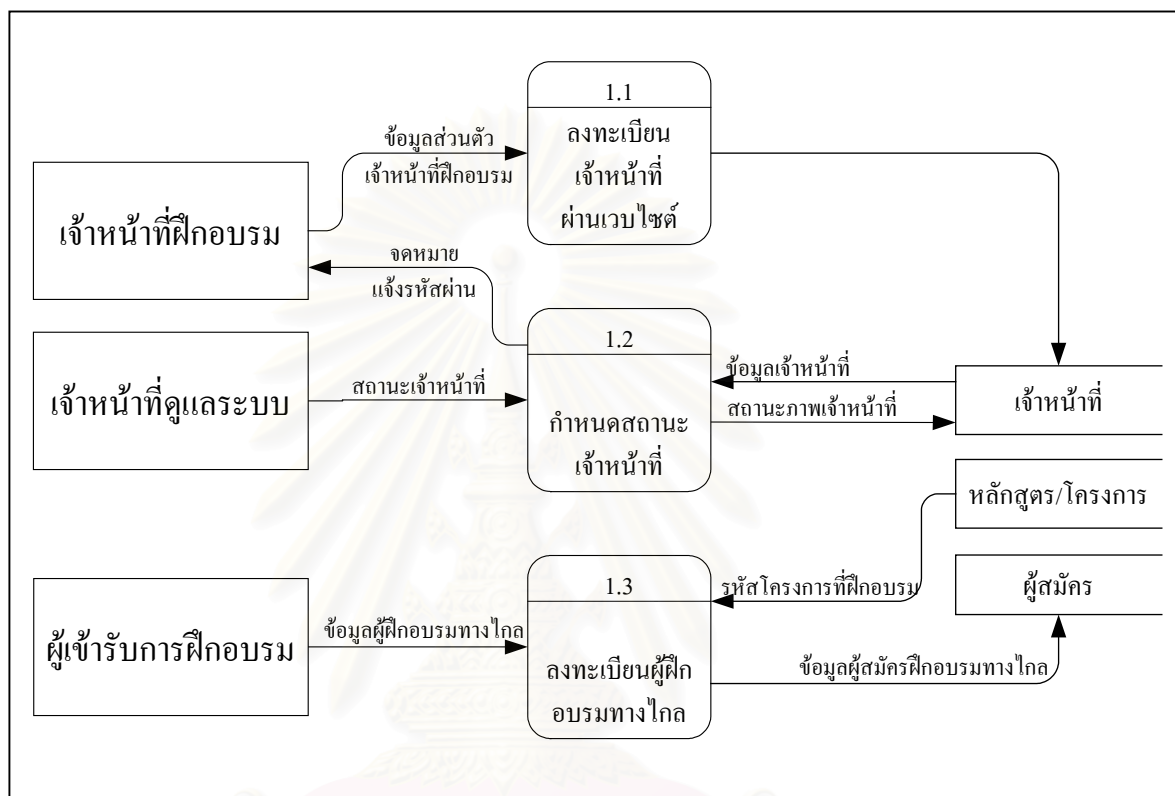 1.1
ลงทะเบียน
เจ้าหน้าที่
ผ่านเวบไซต์
ข้อมูลส่วนตัว
เจ้าหน้าที่ฝึกอบรม
เจ้าหน้าที่ฝึกอบรม
จดหมาย
แจ้งรหัสผ่าน
1.2
กำหนดสถานะ
เจ้าหน้าที่
เจ้าหน้าที่ดูแลระบบ
สถานะเจ้าหน้าที่
ข้อมูลเจ้าหน้าที่
สถานะภาพเจ้าหน้าที่
เจ้าหน้าที่
หลักสูตร/โครงการ
1.3
ลงทะเบียนผู้ฝึก
อบรมทางไกล
รหัสโครงการที่ฝึกอบรม
ผู้สมัคร
ผู้เข้ารับการฝึกอบรม
ข้อมูลผู้ฝึกอบรมทางไกล
ข้อมูลผู้สมัครฝึกอบรมทางไกล